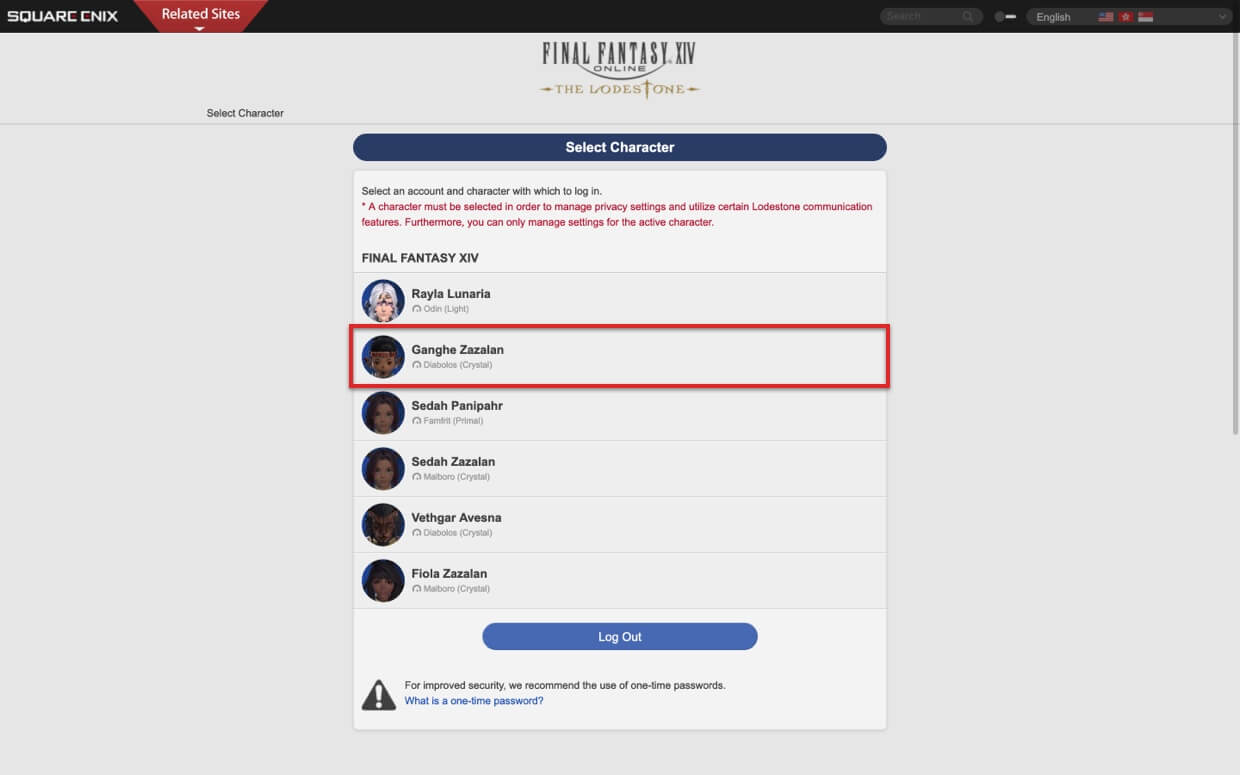 SQUARE ENIX
Related Sites
Search
English
FINAL FANTASY XIV
ONLINE
THE LODESTONE
Select Character
Select Character
Select an account and character with which to log in.
* A character must be selected in order to manage privacy settings and utilize certain Lodestone communication
features. Furthermore, you can only manage settings for the active character.
FINAL FANTASY XIV
Rayla Lunaria
Odin (Light)
Ganghe Zazalan
Diabolos (Crystal)
Sedah Panipahr
Famfrit (Primal)
Sedah Zazalan
Malboro (Crystal)
Vethgar Avesna
Diabolos (Crystal)
Fiola Zazalan
Malboro (Crystal)
Log Out
For improved security, we recommend the use of one-time passwords.
What is a one-time password?